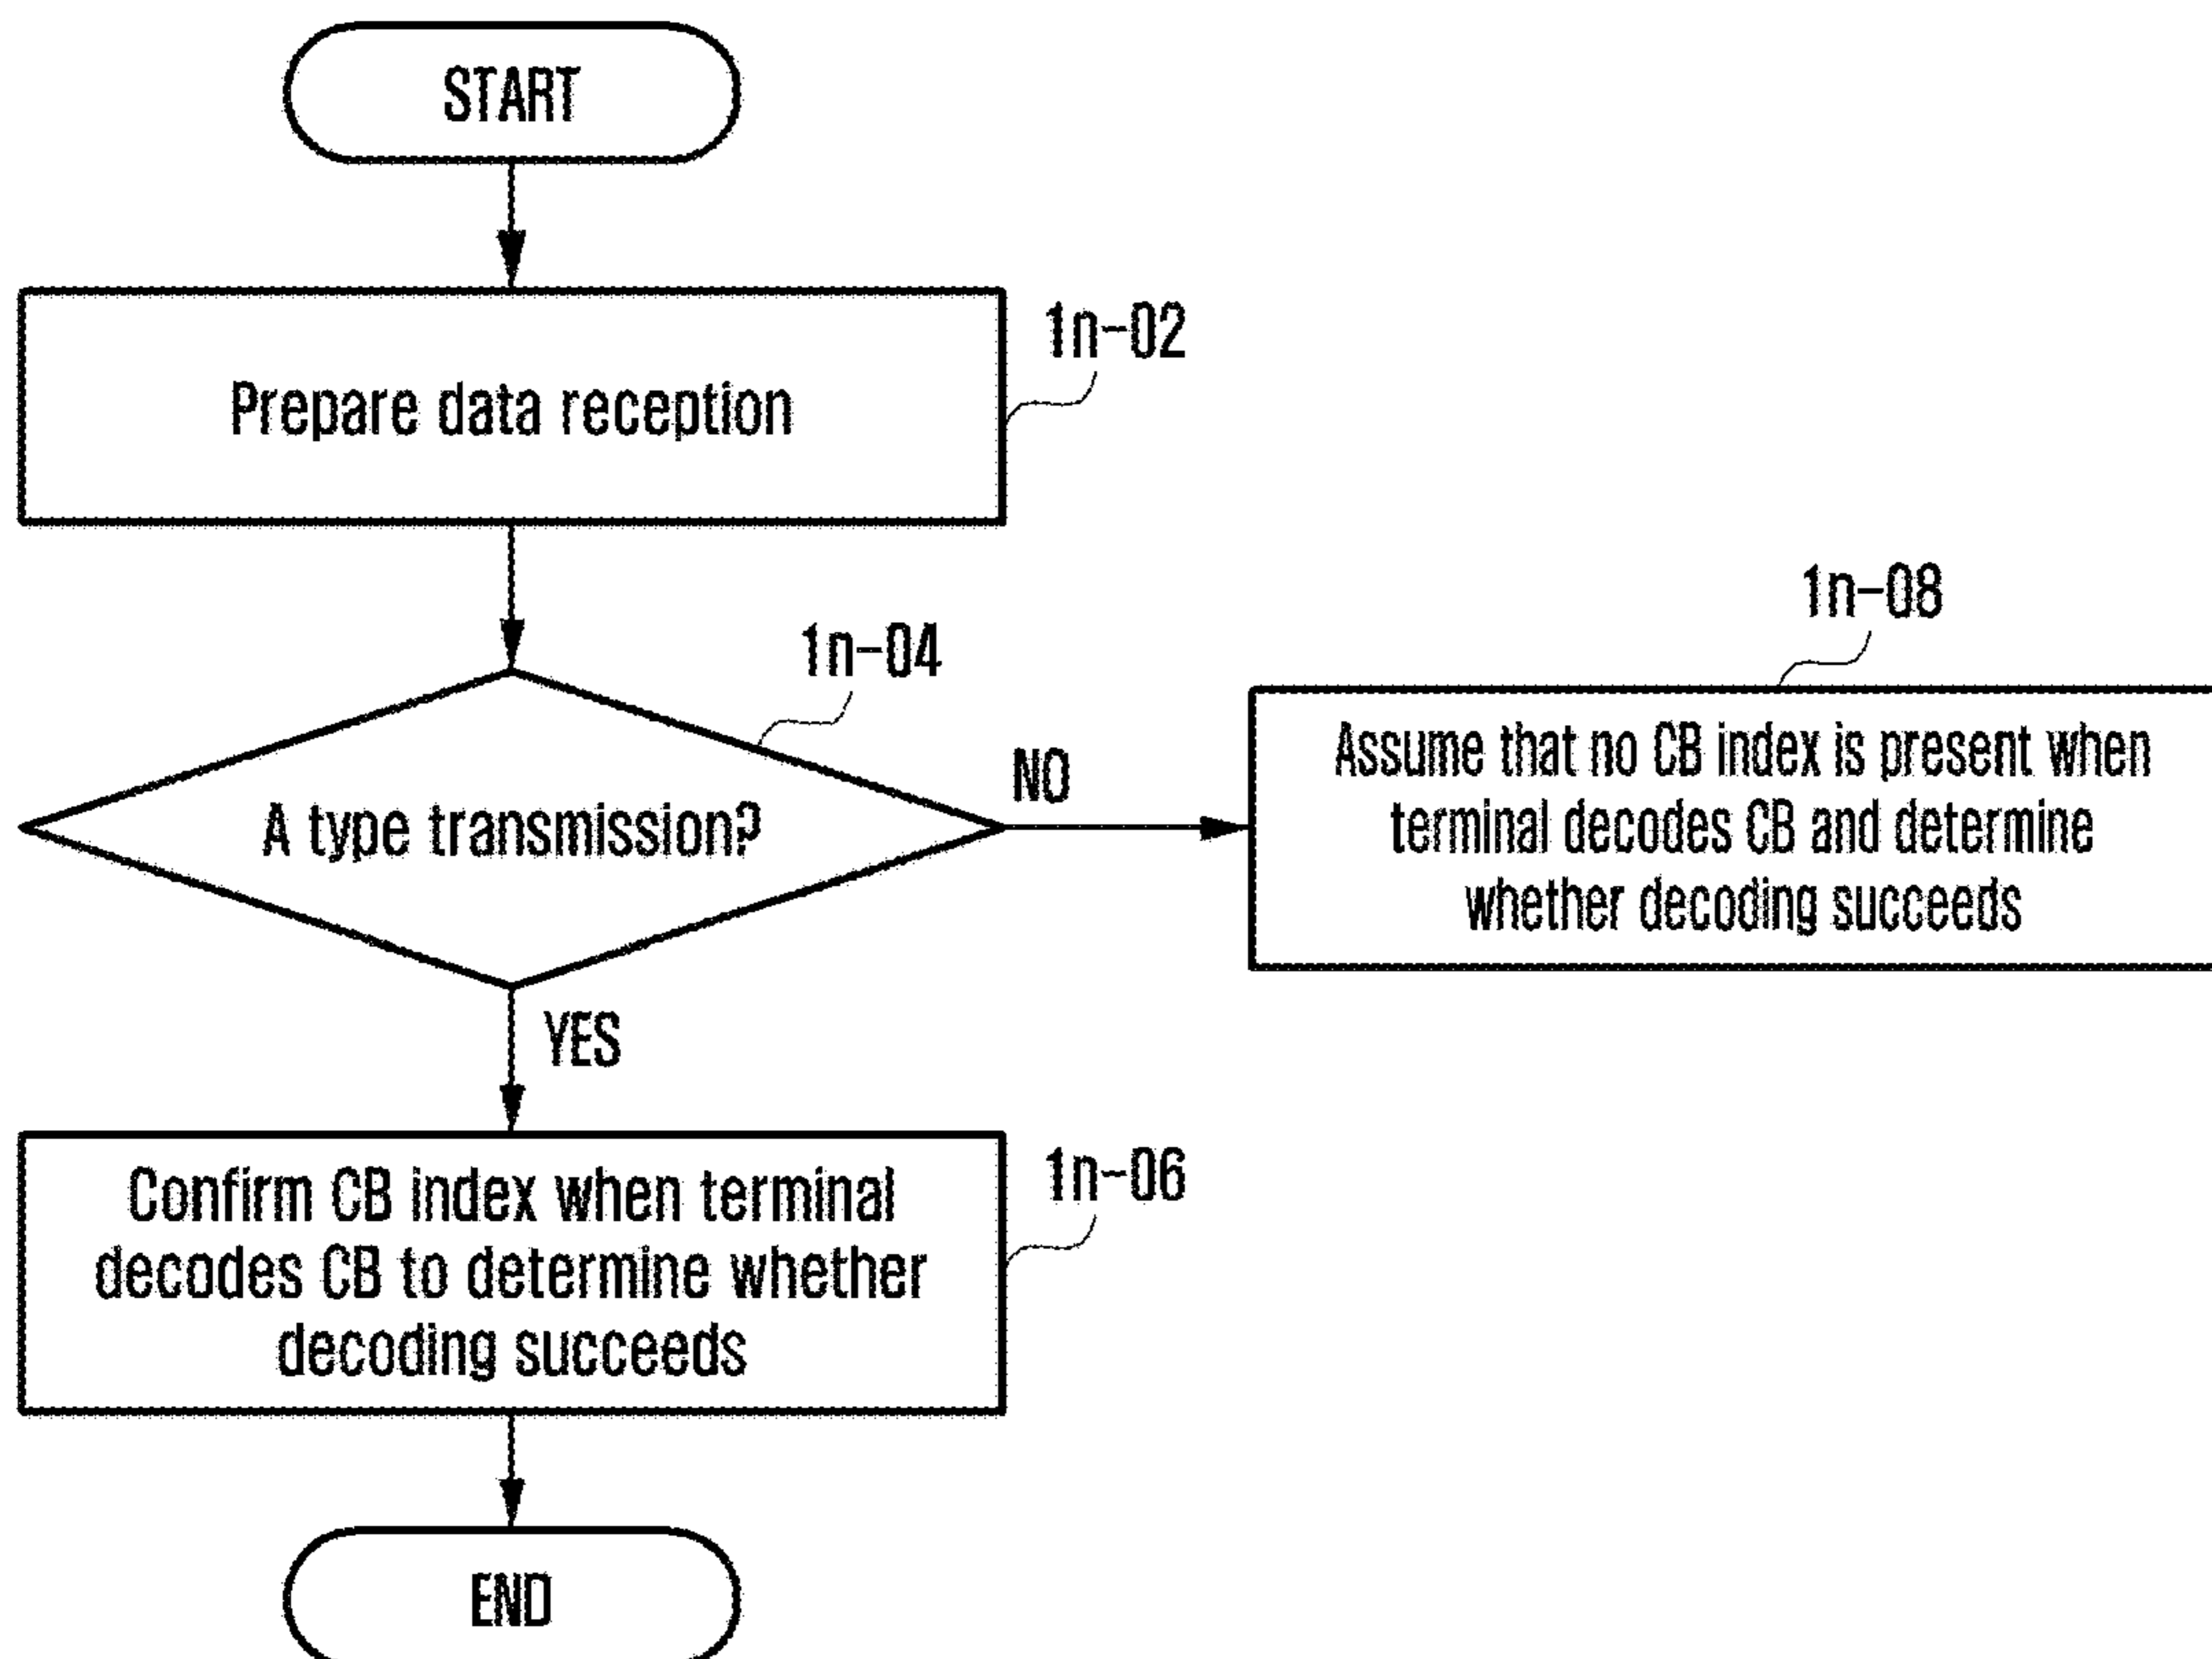 START
1n-02
Prepare data reception
1n-04
A type transmission?
NO
1n-08
Assume that no CB index is present when
terminal decodes CB and determine
whether decoding succeeds
YES
1n-06
Confirm CB index when terminal
decodes CB to determine whether
decoding succeeds
END